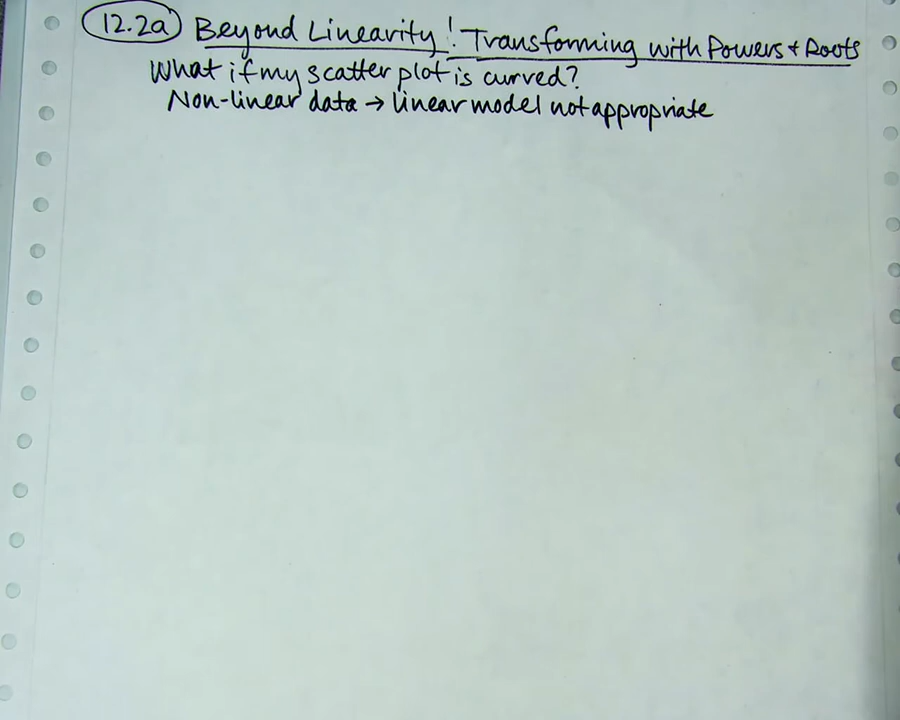 12.2a Beyond Linearity! Transforming with Powers + Roots
What if my scatter plot is curved?
Non-linear data → linear model not appropriate